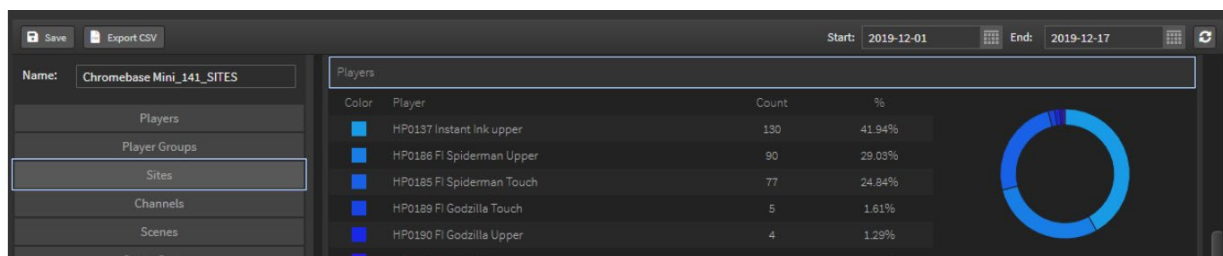 Save Export CSV Start: 2019-12-01 End: 2019-12-17
Name: Chromebase Mini_141_SITES
Players
Player Groups
Sites
Channels
Scenes
Players
Color Player Count %
HP0137 Instant Ink upper 130 41.94%
HP0186 FI Spiderman Upper 90 29.03%
HP0185 FI Spiderman Touch 77 24.84%
HP0189 FI Godzilla Touch 5 1.61%
HP0190 FI Godzilla Upper 4 1.29%